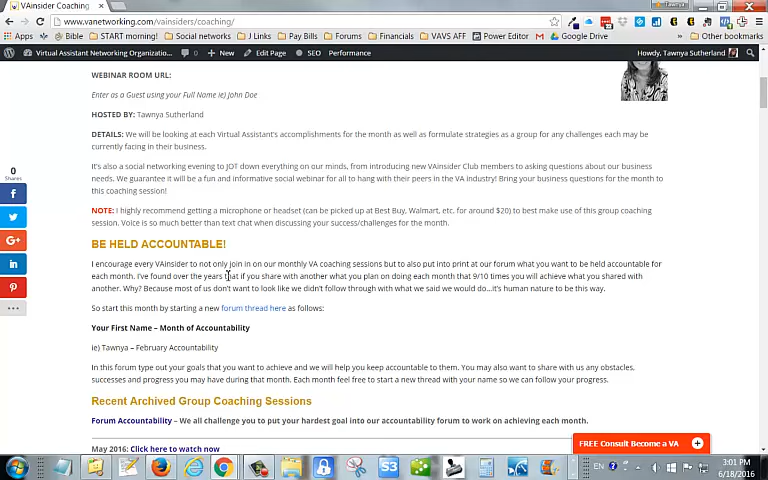 VAinsider Coaching
Tawnya
www.vanetworking.com/vainsiders/coaching/
Apps Bible START morning! Social networks J Links Pay Bills Forums Financials VAVS AFF Power Editor Google Drive Other bookmarks
Virtual Assistant Networking Organizatio... 0 + New Edit Page SEO Performance Howdy, Tawnya Sutherland
WEBINAR ROOM URL:
Enter as a Guest using your Full Name ie) John Doe
HOSTED BY: Tawnya Sutherland
DETAILS: We will be looking at each Virtual Assistant's accomplishments for the month as well as formulate strategies as a group for any challenges each may be
currently facing in their business.
It's also a social networking evening to JOT down everything on our minds, from introducing new VAinsider Club members to asking questions about our business
needs. We guarantee it will be a fun and informative social webinar for all to hang with their peers in the VA industry! Bring your business questions for the month to
this coaching session!
NOTE: I highly recommend getting a microphone or headset (can be picked up at Best Buy, Walmart, etc. for around $20) to best make use of this group coaching
session. Voice is so much better than text chat when discussing your success/challenges for the month.
BE HELD ACCOUNTABLE!
I encourage every VAinsider to not only join in on our monthly VA coaching sessions but to also put into print at our forum what you want to be held accountable for
each month. I've found over the years that if you share with another what you plan on doing each month that 9/10 times you will achieve what you shared with
another. Why? Because most of us don't want to look like we didn't follow through with what we said we would do...it's human nature to be this way.
So start this month by starting a new forum thread here as follows:
Your First Name – Month of Accountability
ie) Tawnya – February Accountability
In this forum type out your goals that you want to achieve and we will help you keep accountable to them. You may also want to share with us any obstacles,
successes and progress you may have during that month. Each month feel free to start a new thread with your name so we can follow your progress.
Recent Archived Group Coaching Sessions
Forum Accountability – We all challenge you to put your hardest goal into our accountability forum to work on achieving each month.
May 2016: Click here to watch now
0
Shares
FREE Consult Become a VA
EN
3:01 PM
6/18/2016